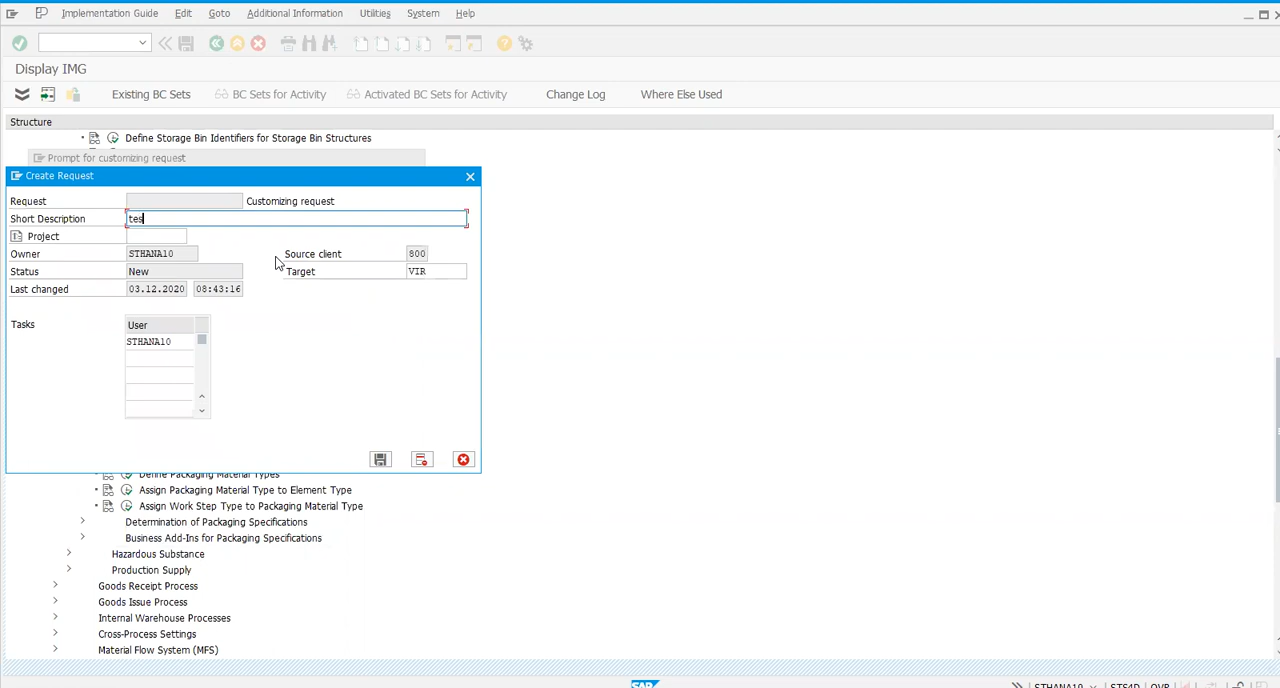 Implementation Guide Edit Goto Additional Information Utilities System Help
Display IMG
Existing BC Sets BC Sets for Activity Activated BC Sets for Activity Change Log Where Else Used
Structure
Define Storage Bin Identifiers for Storage Bin Structures
Prompt for customizing request
Create Request
Request Customizing request
Short Description tes
Project
Owner STHANA10 Source client 800
Status New Target VIR
Last changed 03.12.2020 08:43:16
Tasks User
STHANA10
Define Packaging Material Types
Assign Packaging Material Type to Element Type
Assign Work Step Type to Packaging Material Type
Determination of Packaging Specifications
Business Add-Ins for Packaging Specifications
Hazardous Substance
Production Supply
Goods Receipt Process
Goods Issue Process
Internal Warehouse Processes
Cross-Process Settings
Material Flow System (MFS)
SAP STHANA10 STS4D OVR